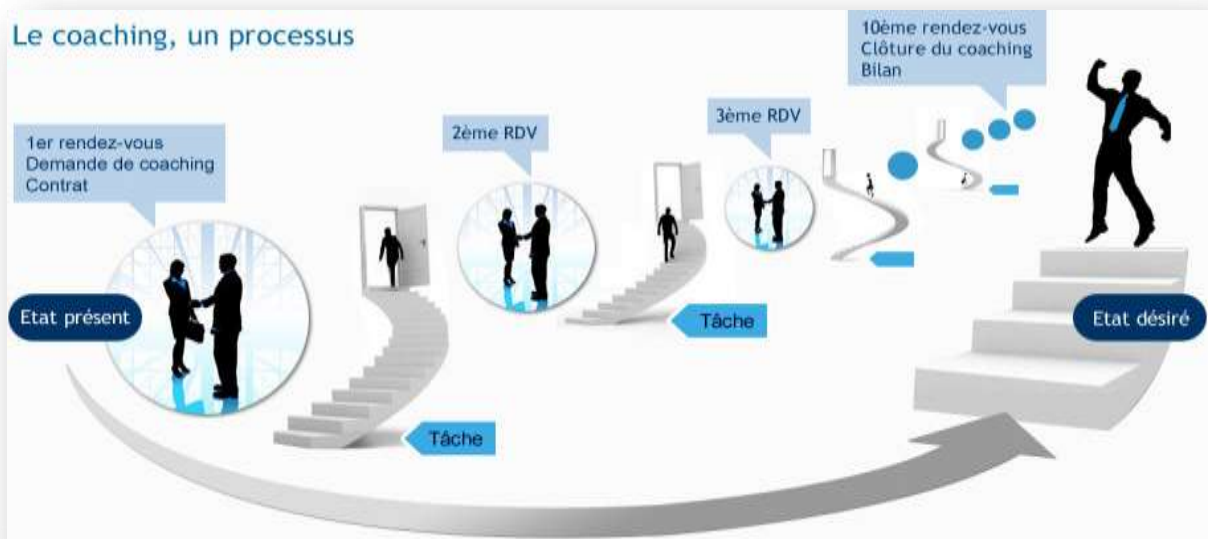 Le coaching, un processus
1er rendez-vous
Demande de coaching
Contrat
2ème RDV
3ème RDV
10ème rendez-vous
Clôture du coaching
Bilan
Etat présent
Tâche
Tâche
Etat désiré